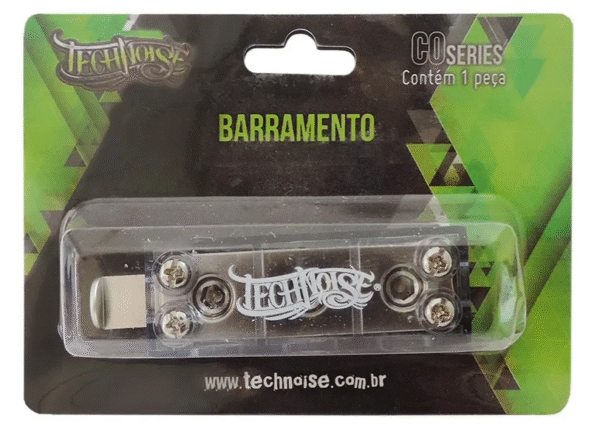 TECHNOISE
CO SERIES
Contém 1 peça
BARRAMENTO
TECHNOISE®
www.technoise.com.br